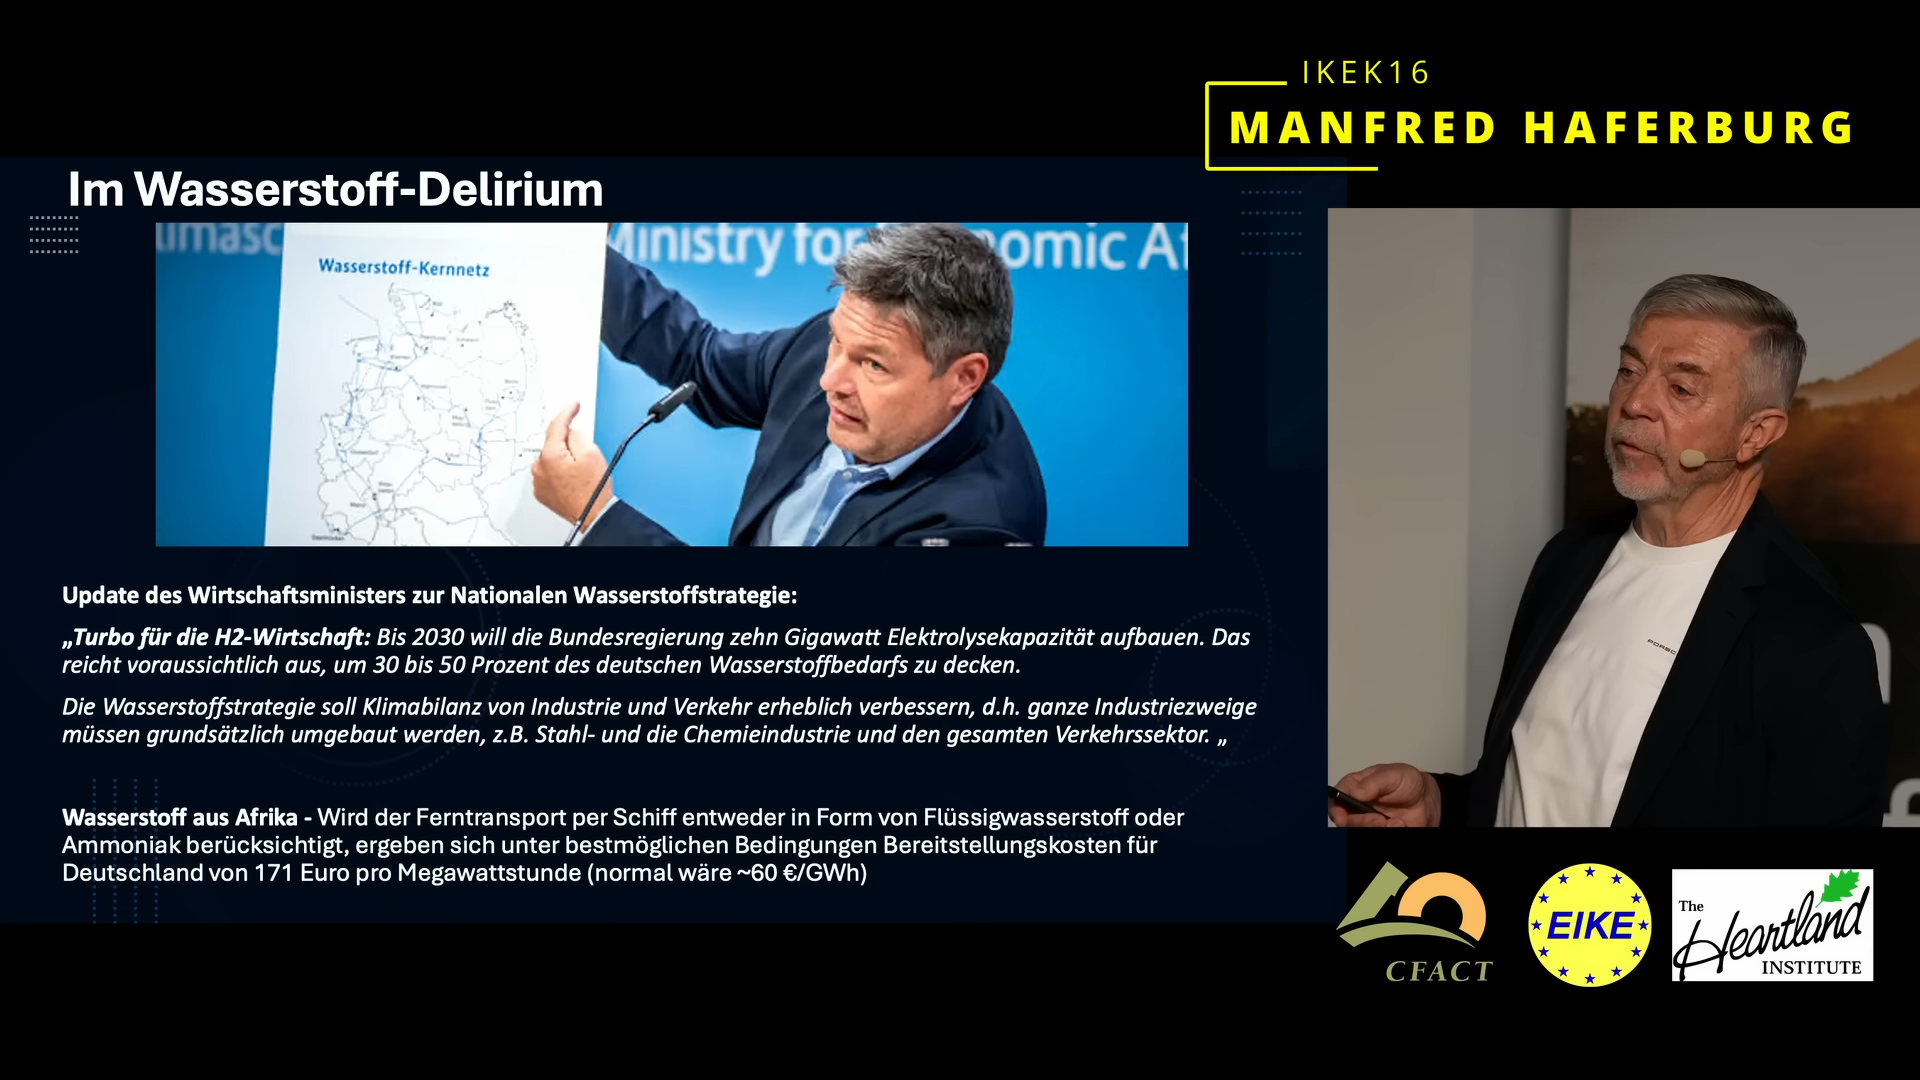 IKEK16
MANFRED HAFERBURG
Im Wasserstoff-Delirium
limasc
Ministry for
onomic Af
Wasserstoff-Kernnetz
Update des Wirtschaftsministers zur Nationalen Wasserstoffstrategie:
„Turbo für die H2-Wirtschaft: Bis 2030 will die Bundesregierung zehn Gigawatt Elektrolysekapazität aufbauen. Das
reicht voraussichtlich aus, um 30 bis 50 Prozent des deutschen Wasserstoffbedarfs zu decken.
Die Wasserstoffstrategie soll Klimabilanz von Industrie und Verkehr erheblich verbessern, d.h. ganze Industriezweige
müssen grundsätzlich umgebaut werden, z.B. Stahl- und die Chemieindustrie und den gesamten Verkehrssektor. „
Wasserstoff aus Afrika - Wird der Ferntransport per Schiff entweder in Form von Flüssigwasserstoff oder
Ammoniak berücksichtigt, ergeben sich unter bestmöglichen Bedingungen Bereitstellungskosten für
Deutschland von 171 Euro pro Megawattstunde (normal wäre ~60 €/GWh)
PORSC
CFACT
EIKE
The
Heartland
INSTITUTE